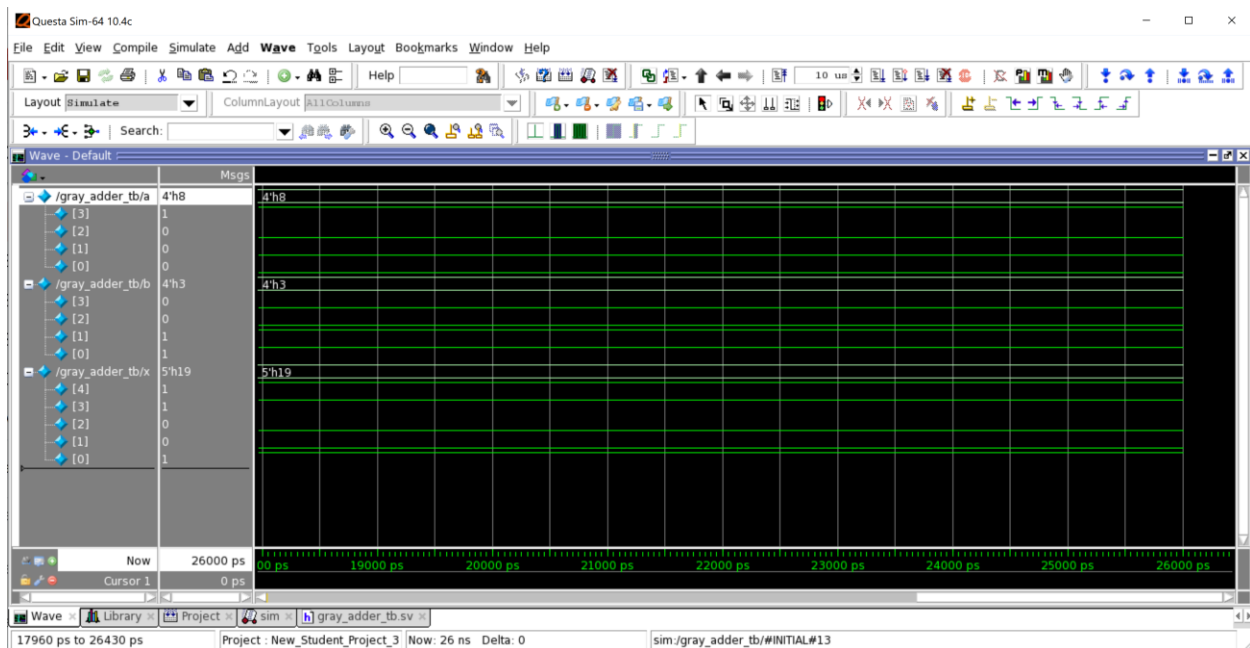 Questa Sim-64 10.4c
File Edit View Compile Simulate Add Wave Tools Layout Bookmarks Window Help
Help 10 us
Layout Simulate ColumnLayout AllColumns
Search:
Wave - Default
Msgs
/gray_adder_tb/a 4'h8 4'h8
[3] 1
[2] 0
[1] 0
[0] 0
/gray_adder_tb/b 4'h3 4'h3
[3] 0
[2] 0
[1] 1
[0] 1
/gray_adder_tb/x 5'h19 5'h19
[4] 1
[3] 1
[2] 0
[1] 0
[0] 1
Now 26000 ps 00 ps 19000 ps 20000 ps 21000 ps 22000 ps 23000 ps 24000 ps 25000 ps 26000 ps
Cursor 1 0 ps
Wave Library Project sim gray_adder_tb.sv
17960 ps to 26430 ps Project : New_Student_Project_3 Now: 26 ns Delta: 0 sim:/gray_adder_tb/#INITIAL#13